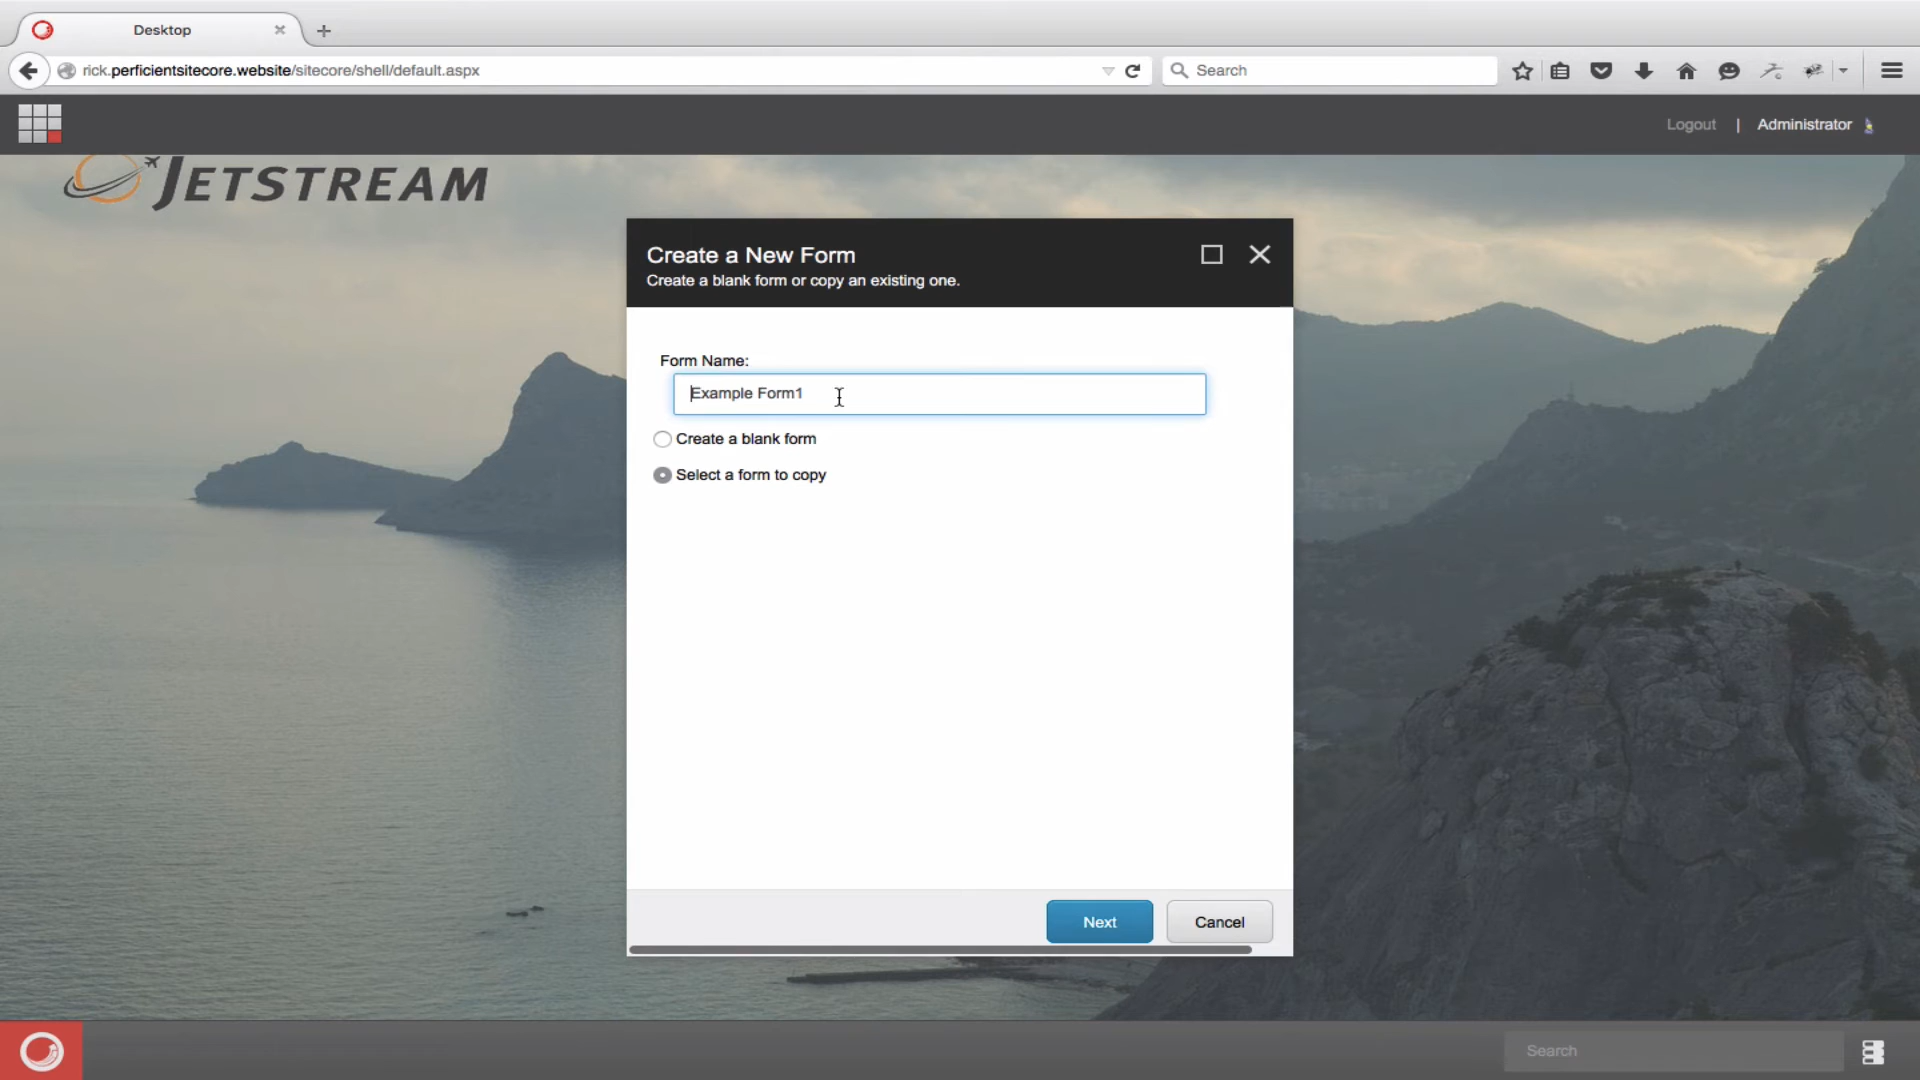 Desktop
rick.perficientsitecore.website/sitecore/shell/default.aspx
Search
Logout | Administrator
JETSTREAM
Create a New Form
Create a blank form or copy an existing one.
Form Name:
Example Form1
Create a blank form
Select a form to copy
Next
Cancel
Search